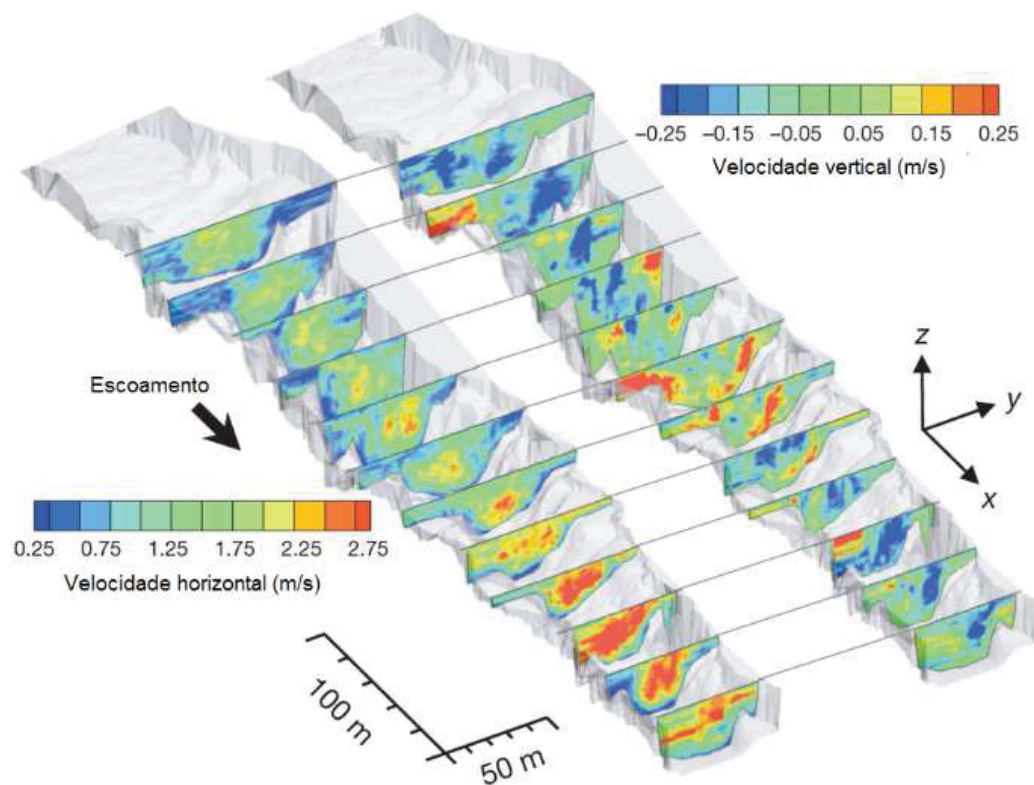 −0.25 −0.15 −0.05 0.05 0.15 0.25
Velocidade vertical (m/s)
Escoamento
z
y
x
0.25 0.75 1.25 1.75 2.25 2.75
Velocidade horizontal (m/s)
100 m
50 m